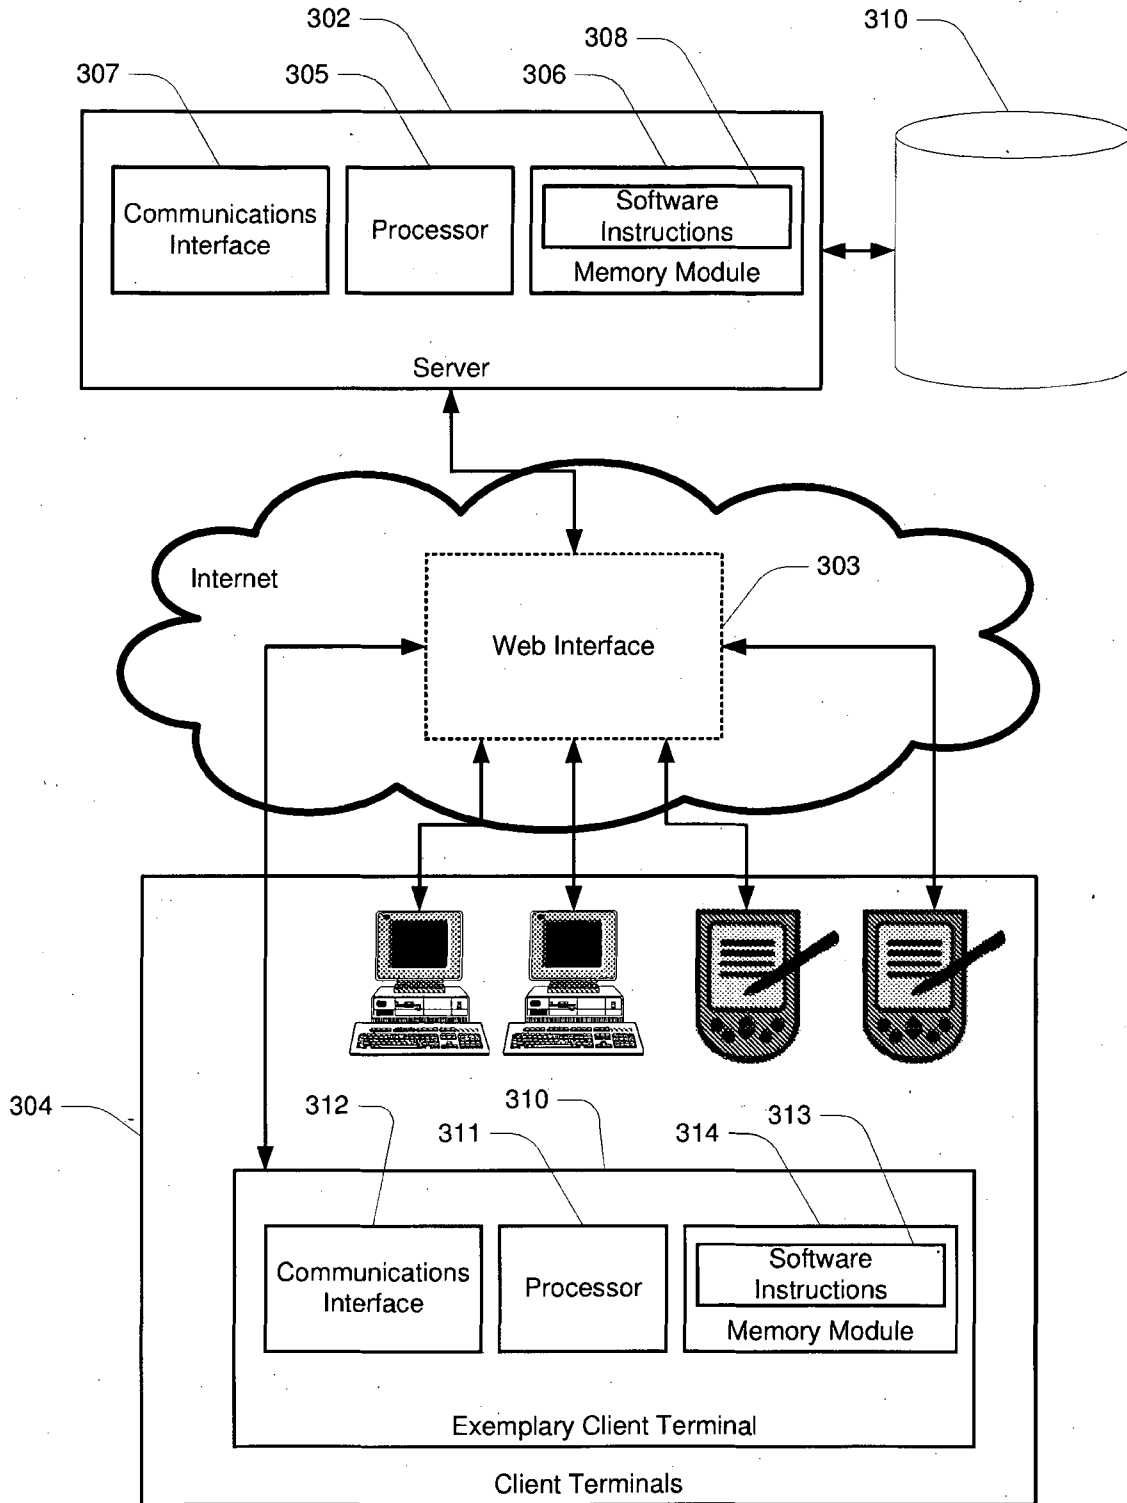 302
308
310
307
305
306
Communications
Interface
Processor
Software
Instructions
Memory Module
Server
Internet
303
Web Interface
304
312
310
313
311
314
Communications
Interface
Processor
Software
Instructions
Memory Module
Exemplary Client Terminal
Client Terminals